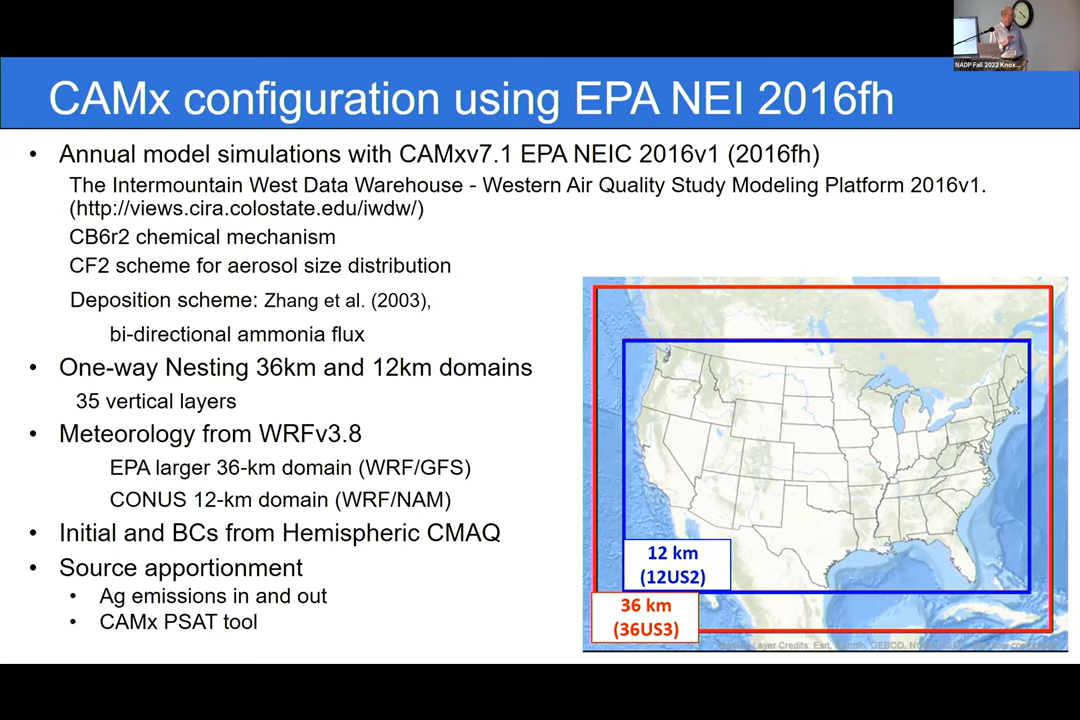 NADP Fall 2022 Knox...
CAMx configuration using EPA NEI 2016fh
• Annual model simulations with CAMxv7.1 EPA NEIC 2016v1 (2016fh)
The Intermountain West Data Warehouse - Western Air Quality Study Modeling Platform 2016v1.
(http://views.cira.colostate.edu/iwdw/)
CB6r2 chemical mechanism
CF2 scheme for aerosol size distribution
Deposition scheme: Zhang et al. (2003),
bi-directional ammonia flux
• One-way Nesting 36km and 12km domains
35 vertical layers
• Meteorology from WRFv3.8
EPA larger 36-km domain (WRF/GFS)
CONUS 12-km domain (WRF/NAM)
• Initial and BCs from Hemispheric CMAQ
• Source apportionment
• Ag emissions in and out
• CAMx PSAT tool
12 km
(12US2)
36 km
(36US3)
Layer Credits: Esri, GEBCO,